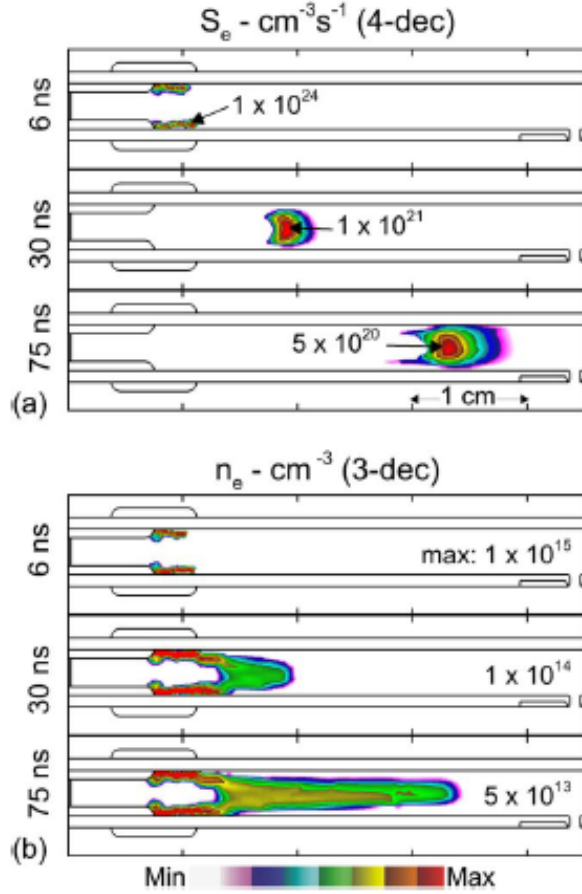 Sₑ - cm⁻³s⁻¹ (4-dec)
6 ns
1 x 10²⁴
30 ns
1 x 10²¹
75 ns
5 x 10²⁰
(a)
1 cm
nₑ - cm⁻³ (3-dec)
6 ns
max: 1 x 10¹⁵
30 ns
1 x 10¹⁴
75 ns
5 x 10¹³
(b)
Min Max